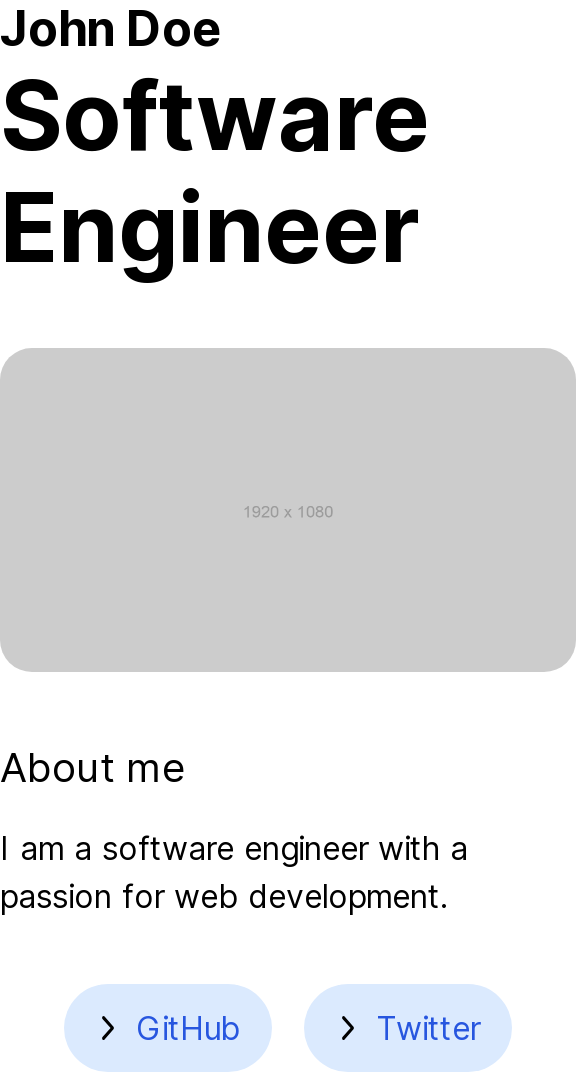 John Doe
Software
Engineer
1920 x 1080
About me
I am a software engineer with a
passion for web development.
GitHub
Twitter